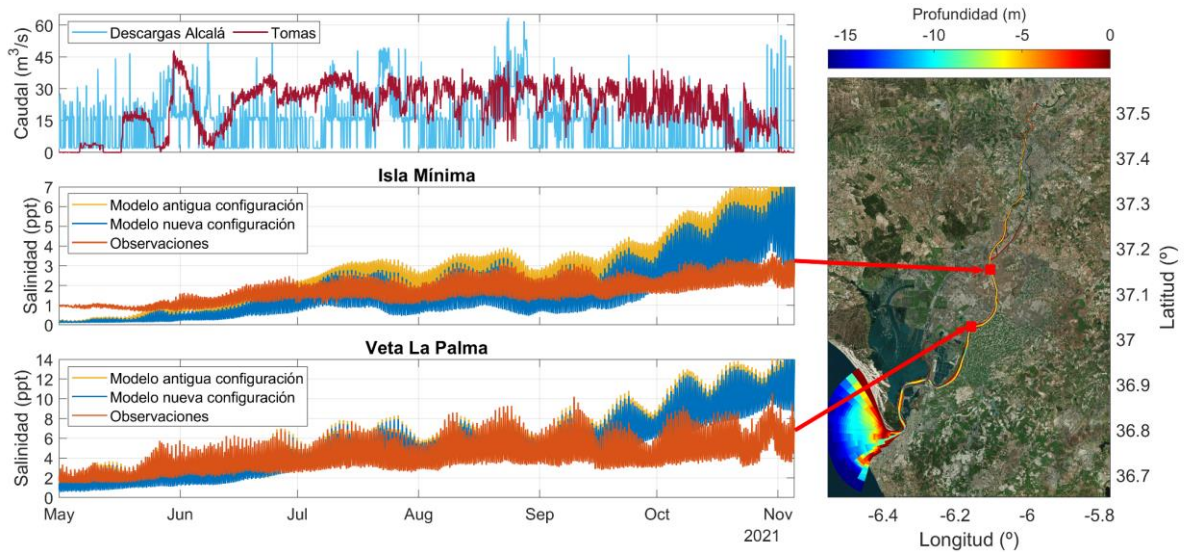 Caudal (m³/s)
60
45
30
15
0
Descargas Alcalá
Tomas
Isla Mínima
Salinidad (ppt)
7
6
5
4
3
2
1
0
Modelo antigua configuración
Modelo nueva configuración
Observaciones
Veta La Palma
Salinidad (ppt)
14
12
10
8
6
4
2
0
Modelo antigua configuración
Modelo nueva configuración
Observaciones
May Jun Jul Aug Sep Oct Nov
2021
Profundidad (m)
-15 -10 -5 0
37.5
37.4
37.3
37.2
37.1
37
36.9
36.8
36.7
Latitud (º)
-6.4 -6.2 -6 -5.8
Longitud (º)